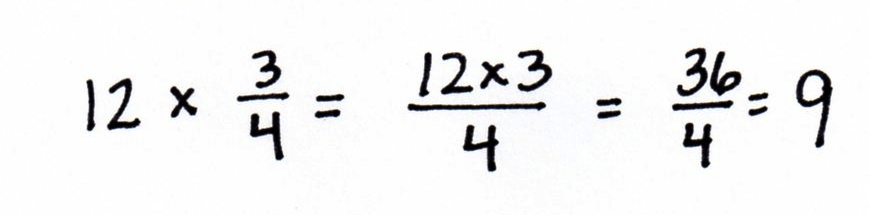 12 × 3/4 = 12×3/4 = 36/4 = 9